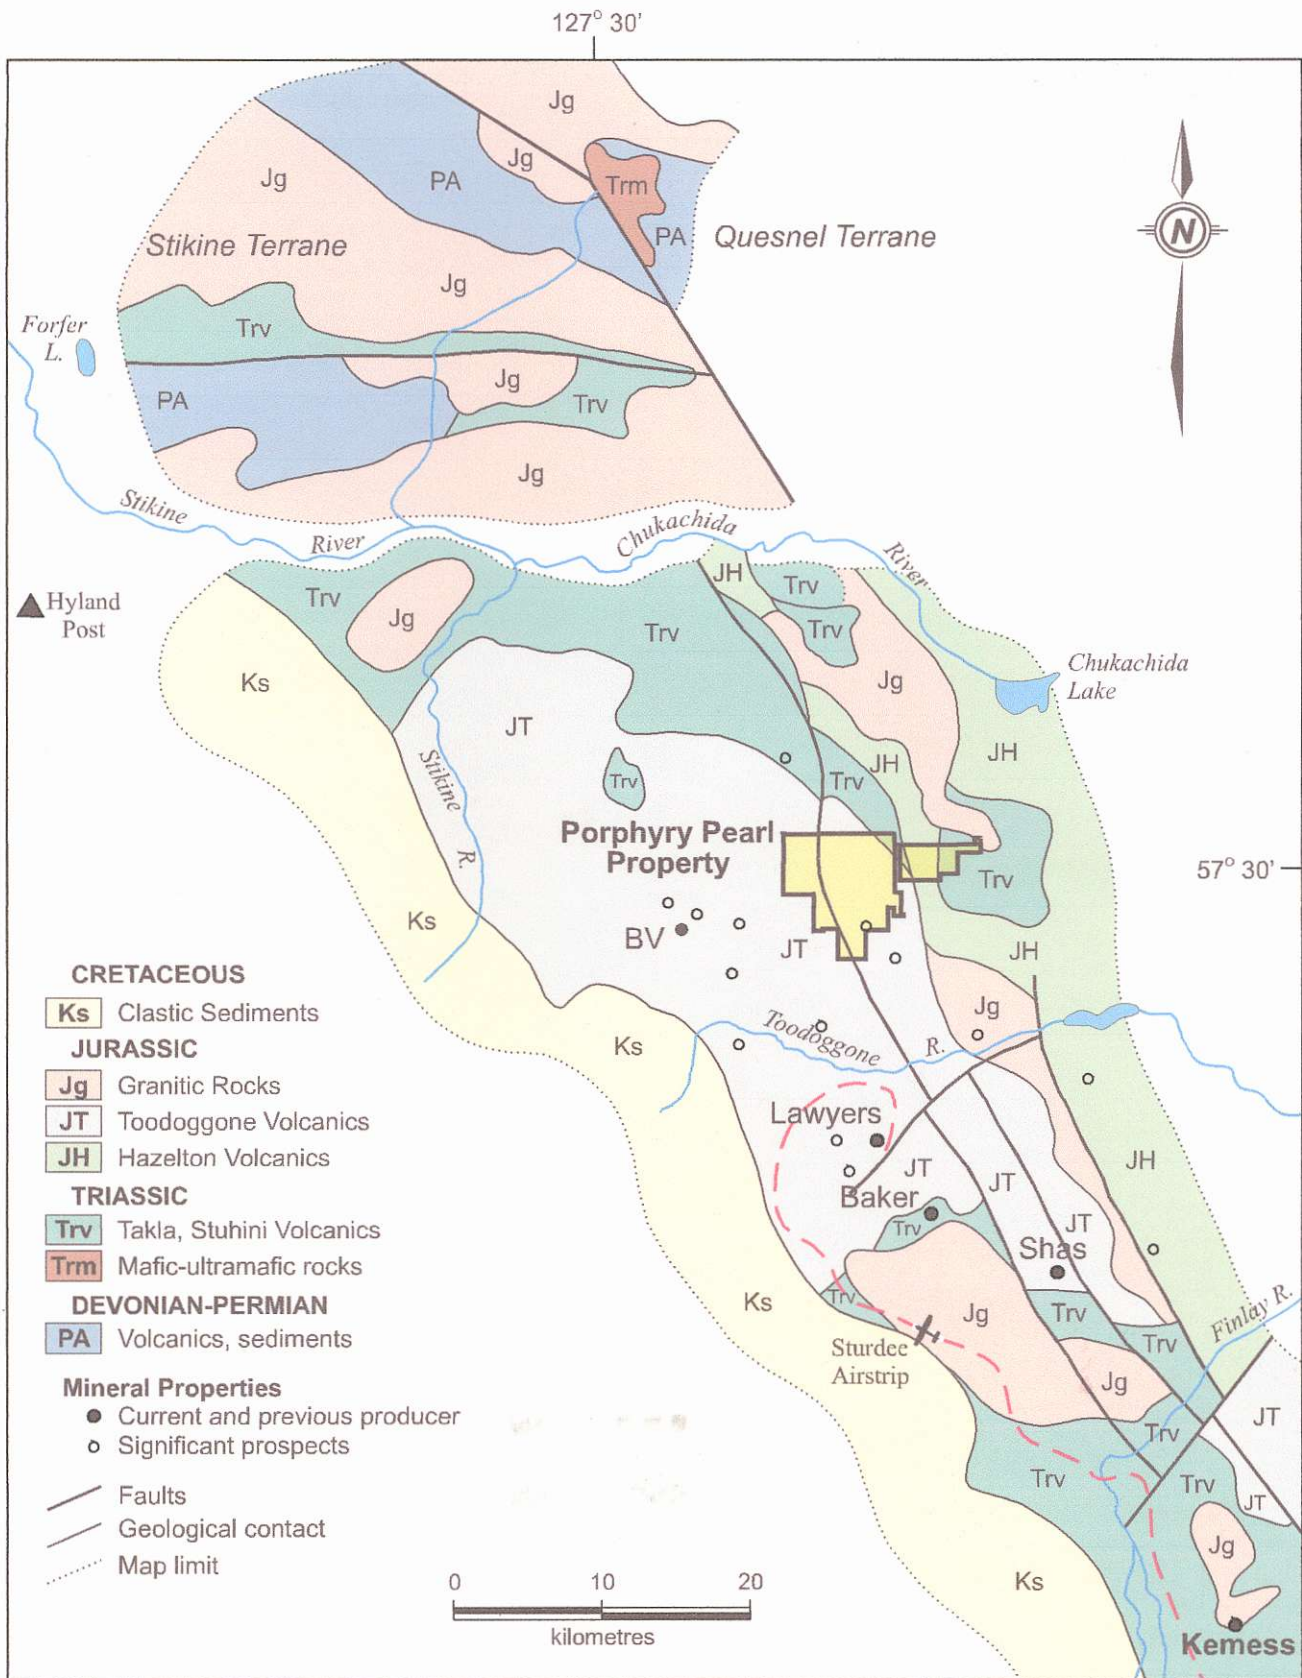 127° 30'
Jg
Jg
PA
Trm
Jg
PA
Quesnel Terrane
Stikine Terrane
N
Jg
Forfer
L.
Trv
Jg
PA
Trv
Jg
Stikine
River
Chukachida
River
JH
Trv
Hyland
Post
Trv
Jg
Trv
Trv
Chukachida
Lake
Ks
Jg
JT
JH
Stikine
R.
Trv
Trv
JH
Porphyry Pearl
Property
57° 30'
Trv
Ks
BV
JT
JH
Jg
Ks
Toodoggone
R.
CRETACEOUS
Ks Clastic Sediments
JURASSIC
Jg Granitic Rocks
JT Toodoggone Volcanics
JH Hazelton Volcanics
TRIASSIC
Trv Takla, Stuhini Volcanics
Trm Mafic-ultramafic rocks
DEVONIAN-PERMIAN
PA Volcanics, sediments
Mineral Properties
Current and previous producer
Significant prospects
Faults
Geological contact
Map limit
Lawyers
JT
JT
JH
Baker
Trv
JT
Shas
Ks
Trv
Jg
Trv
Trv
Finlay R.
Sturdee
Airstrip
Jg
JT
Trv
Trv
Trv
JT
Jg
Ks
0 10 20
kilometres
Kemess